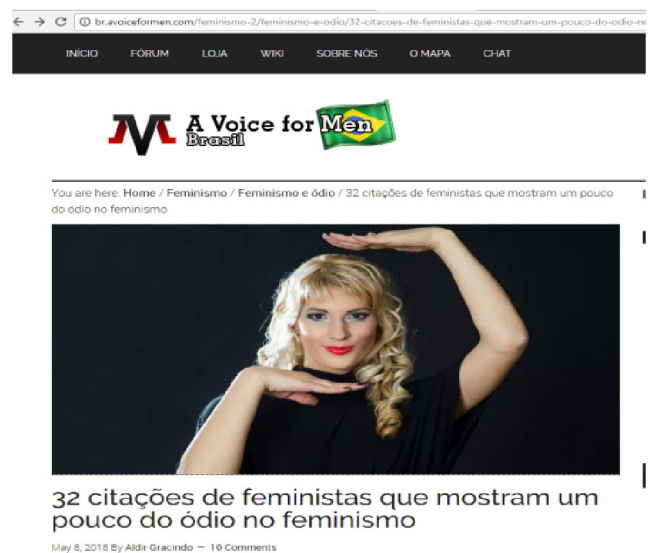 br.avoiceformen.com/feminismo-2/feminismo-e-odio/32-citacoes-de-feministas-que-mostram-um-pouco-do-odio-no
INÍCIO FÓRUM LOJA WIKI SOBRE NÓS O MAPA CHAT
A Voice for Men
Brasil
You are here: Home / Feminismo / Feminismo e ódio / 32 citações de feministas que mostram um pouco
do ódio no feminismo
32 citações de feministas que mostram um
pouco do ódio no feminismo
May 8, 2018 By Aldir Gracindo — 10 Comments